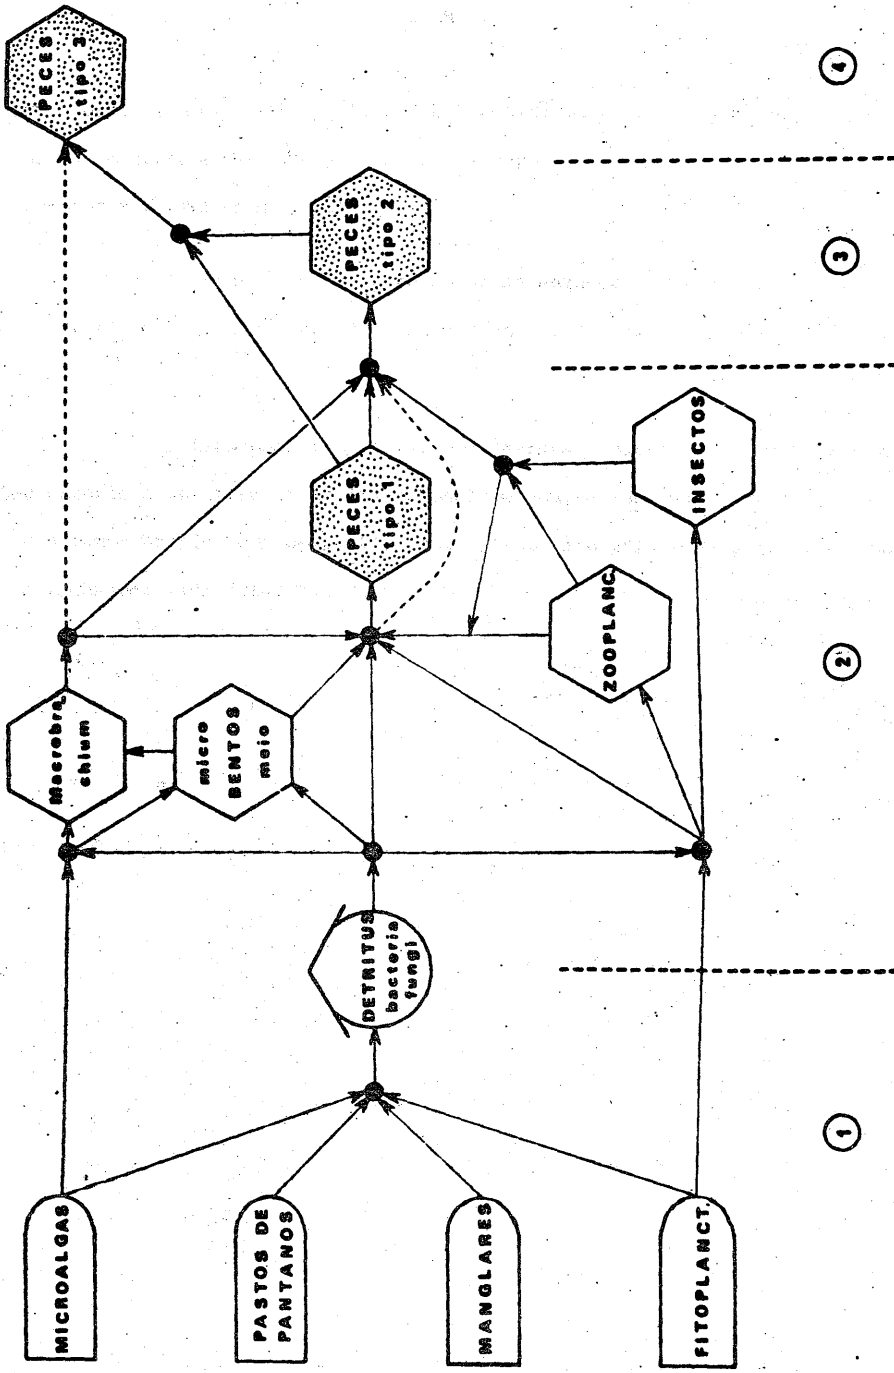 MICROALGAS
PASTOS DE
PANTANOS
MANGLARES
FITOPLANCT.
DETRITUS
bacteria
fungi
Macrobra_
chium
micro
BENTOS
meio
ZOOPLANC.
INSECTOS
PECES
tipo 1
PECES
tipo 2
PECES
tipo 3
1
2
3
4